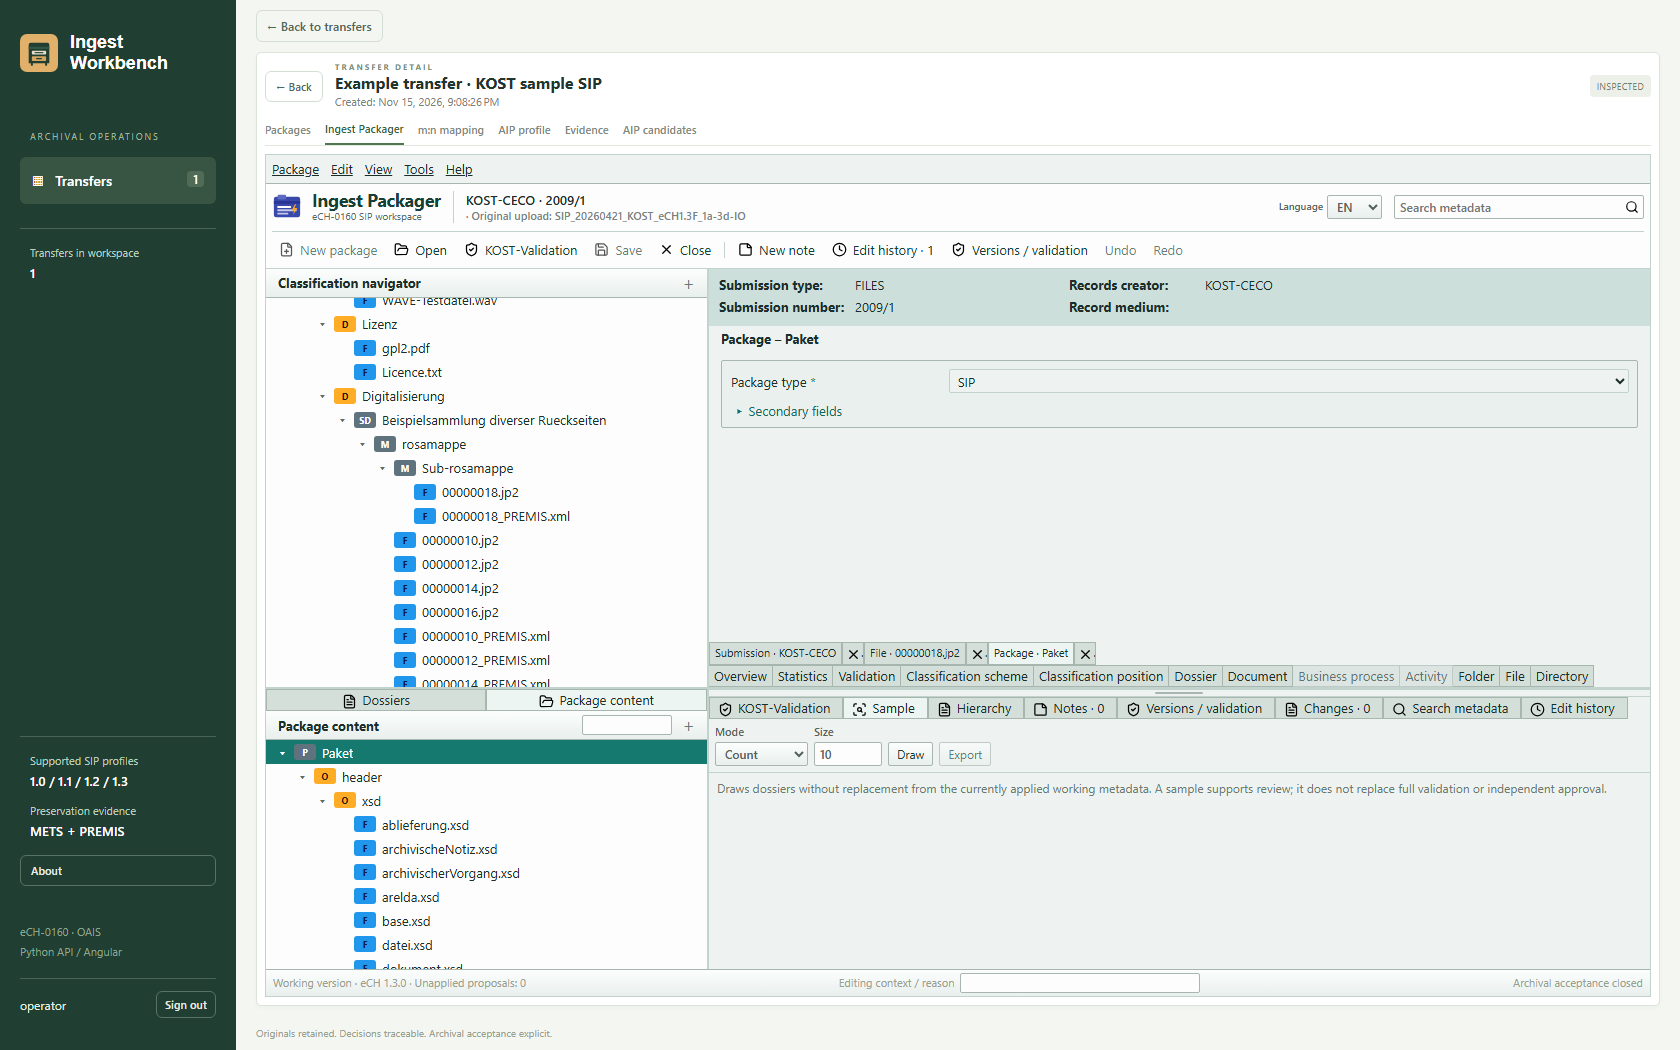 Ingest
Workbench
ARCHIVAL OPERATIONS
Transfers 1
Transfers in workspace
1
Supported SIP profiles
1.0 / 1.1 / 1.2 / 1.3
Preservation evidence
METS + PREMIS
About
eCH-0160 · OAIS
Python API / Angular
operator Sign out
← Back to transfers
← Back
TRANSFER DETAIL
Example transfer · KOST sample SIP
Created: Nov 15, 2026, 9:08:26 PM
INSPECTED
Packages Ingest Packager m:n mapping AIP profile Evidence AIP candidates
Package Edit View Tools Help
Ingest Packager
eCH-0160 SIP workspace
KOST-CECO · 2009/1
· Original upload: SIP_20260421_KOST_eCH1.3F_1a-3d-IO
Language EN Search metadata
New package Open KOST-Validation Save Close New note Edit history · 1 Versions / validation Undo Redo
Classification navigator +
F WAVE-Testdatei.wav
D Lizenz
F gpl2.pdf
F Licence.txt
D Digitalisierung
SD Beispielsammlung diverser Rueckseiten
M rosamappe
M Sub-rosamappe
F 00000018.jp2
F 00000018_PREMIS.xml
F 00000010.jp2
F 00000012.jp2
F 00000014.jp2
F 00000016.jp2
F 00000010_PREMIS.xml
F 00000012_PREMIS.xml
F 00000014_PREMIS.xml
Dossiers Package content
Package content +
P Paket
O header
O xsd
F ablieferung.xsd
F archivischeNotiz.xsd
F archivischerVorgang.xsd
F arelda.xsd
F base.xsd
F datei.xsd
F dokument.xsd
Submission type: FILES Records creator: KOST-CECO
Submission number: 2009/1 Record medium:
Package – Paket
Package type * SIP
Secondary fields
Submission · KOST-CECO File · 00000018.jp2 Package · Paket
Overview Statistics Validation Classification scheme Classification position Dossier Document Business process Activity Folder File Directory
KOST-Validation Sample Hierarchy Notes · 0 Versions / validation Changes · 0 Search metadata Edit history
Mode Size
Count 10 Draw Export
Draws dossiers without replacement from the currently applied working metadata. A sample supports review; it does not replace full validation or independent approval.
Working version · eCH 1.3.0 · Unapplied proposals: 0 Editing context / reason Archival acceptance closed
Originals retained. Decisions traceable. Archival acceptance explicit.